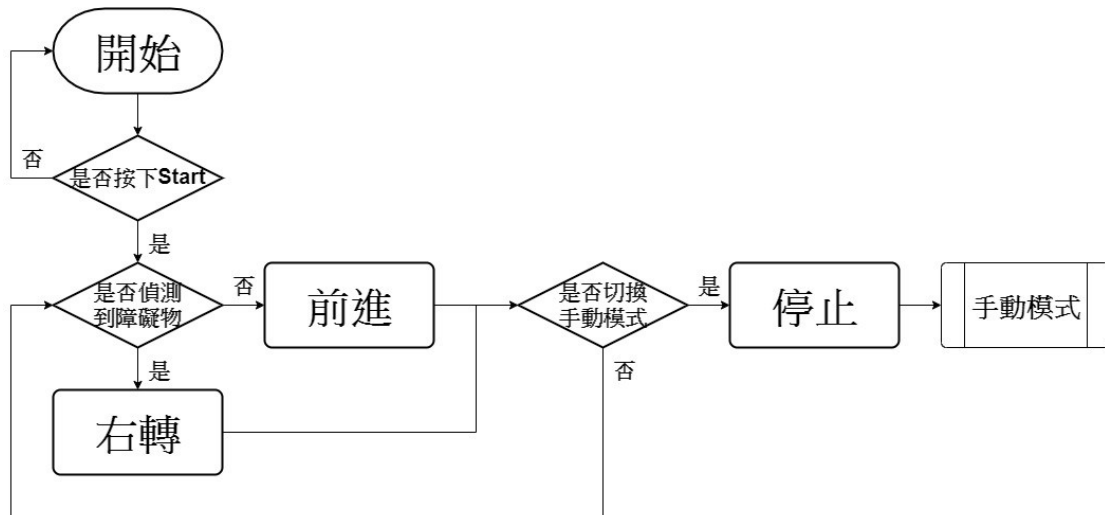 開始
否
是否按下Start
是
是否偵測
到障礙物
否
前進
是否切換
手動模式
是
停止
手動模式
是
否
右轉